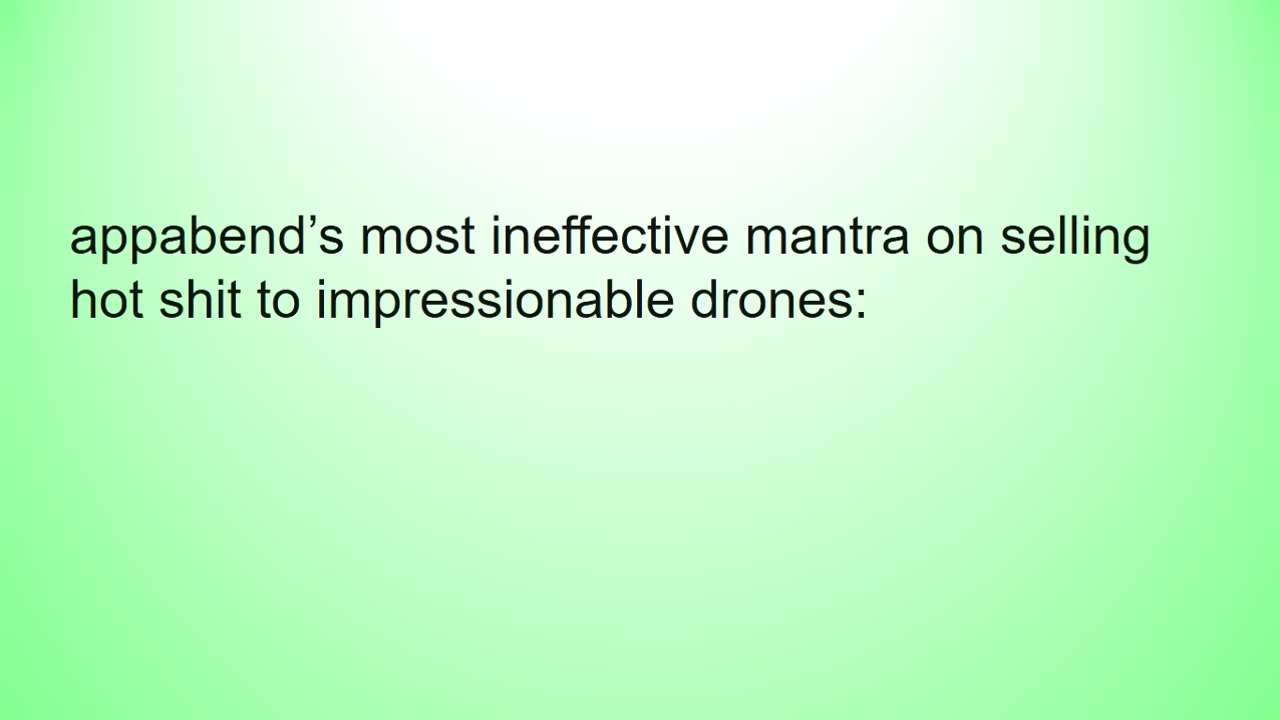 appabend’s most ineffective mantra on selling
hot shit to impressionable drones: